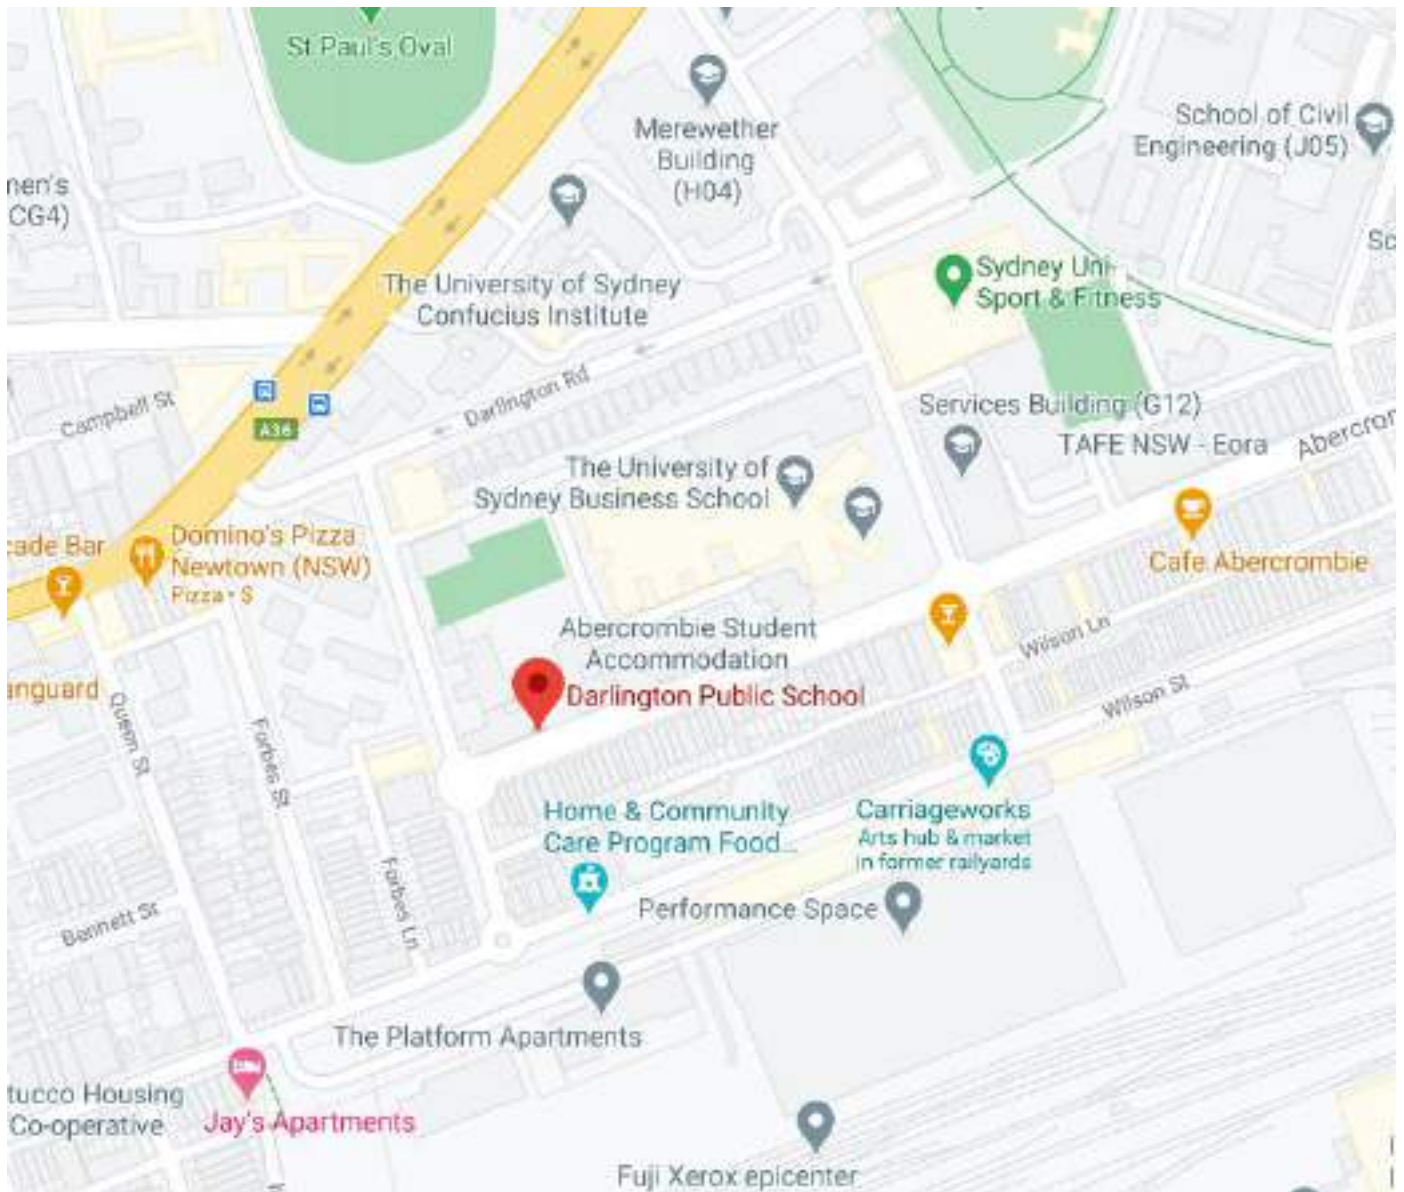 St Paul's Oval
Merewether
Building
(H04)
School of Civil
Engineering (J05)
men's
CG4)
Sc
Sydney Uni-
Sport & Fitness
The University of Sydney
Confucius Institute
Darlington Rd
Campbell St
A36
Services Building (G12)
TAFE NSW - Eora
Abercror
The University of
Sydney Business School
cade Bar
Domino's Pizza
Newtown (NSW)
Pizza • $
Cafe Abercrombie
Abercrombie Student
Accommodation
Darlington Public School
Wilson Ln
Wilson St
anguard
Queen St
Forbes St
Home & Community
Care Program Food...
Carriageworks
Arts hub & market
in former railyards
Forbes Ln
Bennett St
Performance Space
The Platform Apartments
tucco Housing
Co-operative
Jay's Apartments
Fuji Xerox epicenter